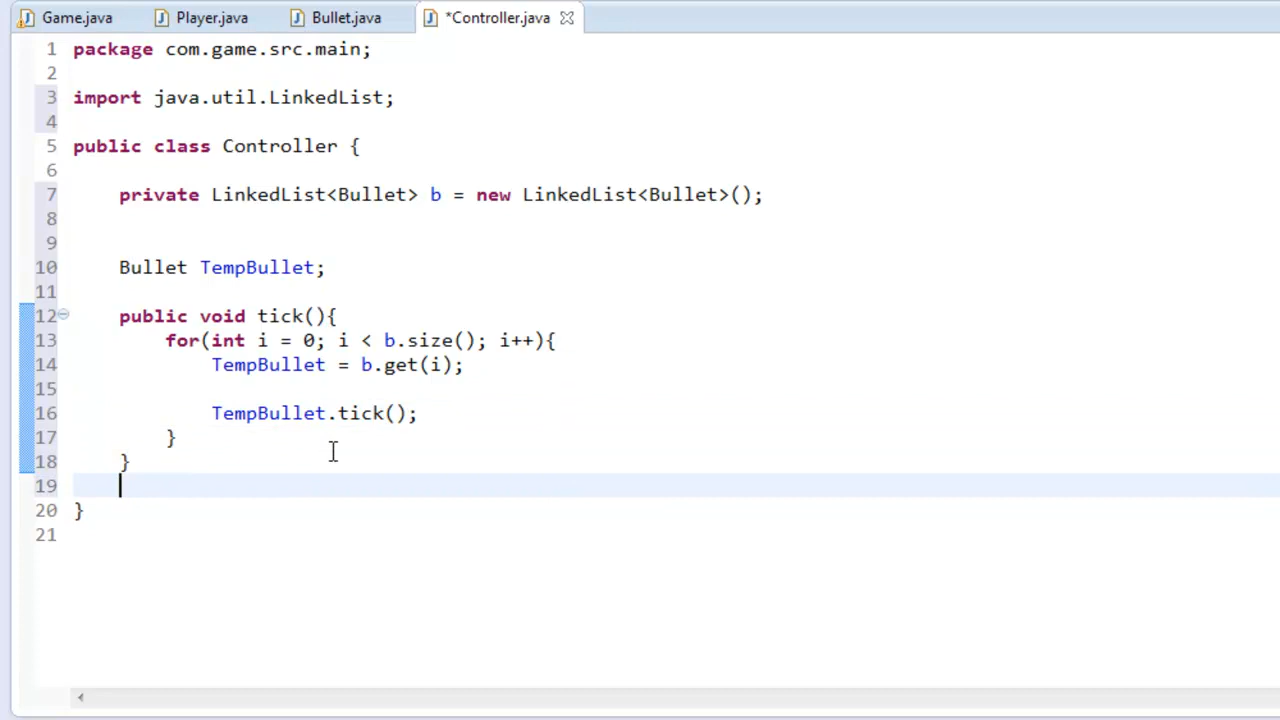 Game.java Player.java Bullet.java *Controller.java
1 package com.game.src.main;
2
3 import java.util.LinkedList;
4
5 public class Controller {
6
7 private LinkedList<Bullet> b = new LinkedList<Bullet>();
8
9
10 Bullet TempBullet;
11
12 public void tick(){
13 for(int i = 0; i < b.size(); i++){
14 TempBullet = b.get(i);
15
16 TempBullet.tick();
17 }
18 }
19
20 }
21